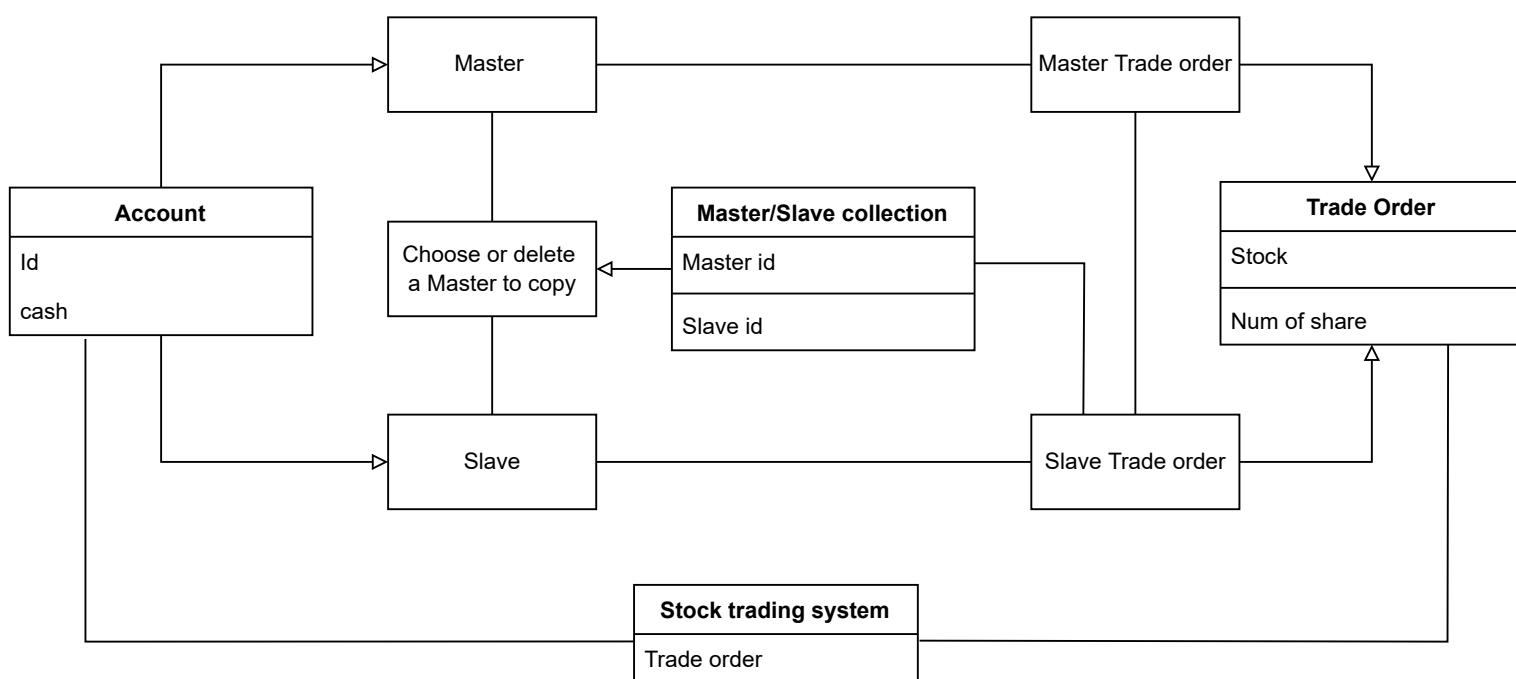 Master
Master Trade order
Account
Id
cash
Choose or delete
a Master to copy
Master/Slave collection
Master id
Slave id
Trade Order
Stock
Num of share
Slave
Slave Trade order
Stock trading system
Trade order